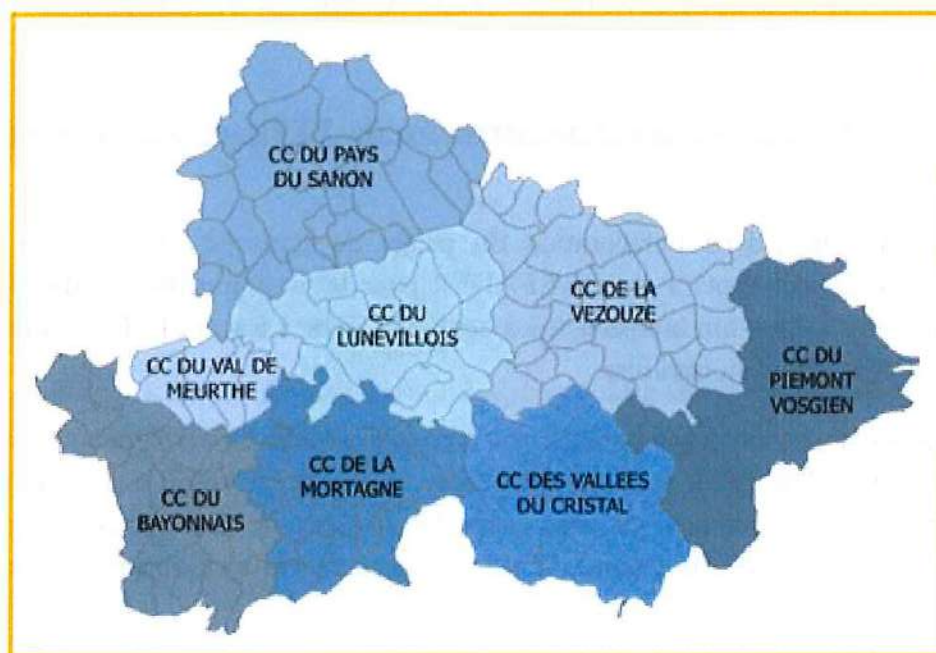 CC DU PAYS
DU SANON
CC DE LA
VEZOUZE
CC DU
LUNEVILLOIS
CC DU VAL DE
MEURTHE
CC DU
PIEMONT
VOSGIEN
CC DE LA
MORTAGNE
CC DES VALLEES
DU CRISTAL
CC DU
BAYONNAIS